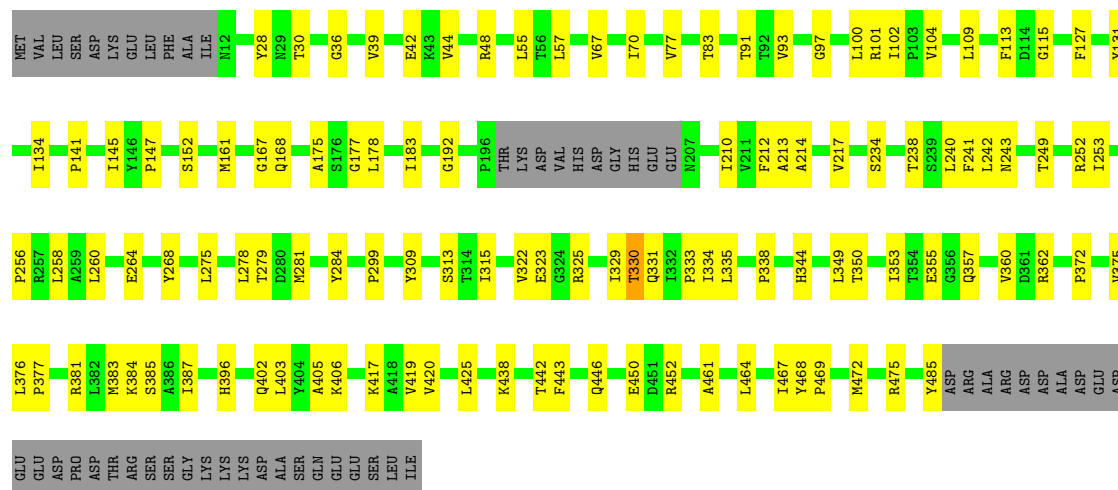 MET VAL LEU SER ASP LYS GLU LEU PHE ALA ILE N12 Y28 N29 T30 G36 V39 E42 K43 V44 R48 L55 T56 L57 V67 I70 V77 T83 T91 T92 V93 G97 L100 R101 I102 P103 V104 L109 F113 D114 G115 F127
I134 P141 I145 Y146 P147 S152 M161 G167 Q168 A175 S176 G177 L178 I183 G192 P196 THR LYS ASP VAL HIS ASP GLY HIS GLU GLU N207 I210 V211 F212 A213 A214 V217 S234 T238 S239 L240 F241 L242 N243 T249 R252 I253
P256 R257 L258 A259 L260 E264 Y268 L275 L278 T279 D280 M281 Y284 P299 Y309 S313 T314 I315 V322 E323 G324 R325 I329 T330 Q331 I332 P333 I334 L335 P338 H344 L349 T350 I353 T354 E355 G356 Q357 V360 D361 R362 P372
L376 P377 R381 L382 M383 K384 S385 A386 I387 H396 Q402 L403 Y404 A405 K406 K417 A418 V419 V420 L425 K438 T442 F443 Q446 E450 D451 R452 A461 L464 I467 Y468 P469 M472 R475 Y485 ASP ARG ALA ARG ASP ASP ALA ASP GLU ASP
GLU GLU ASP PRO ASP THR ARG SER SER GLY LYS LYS LYS ASP ALA SER GLN GLU GLU SER LEU ILE